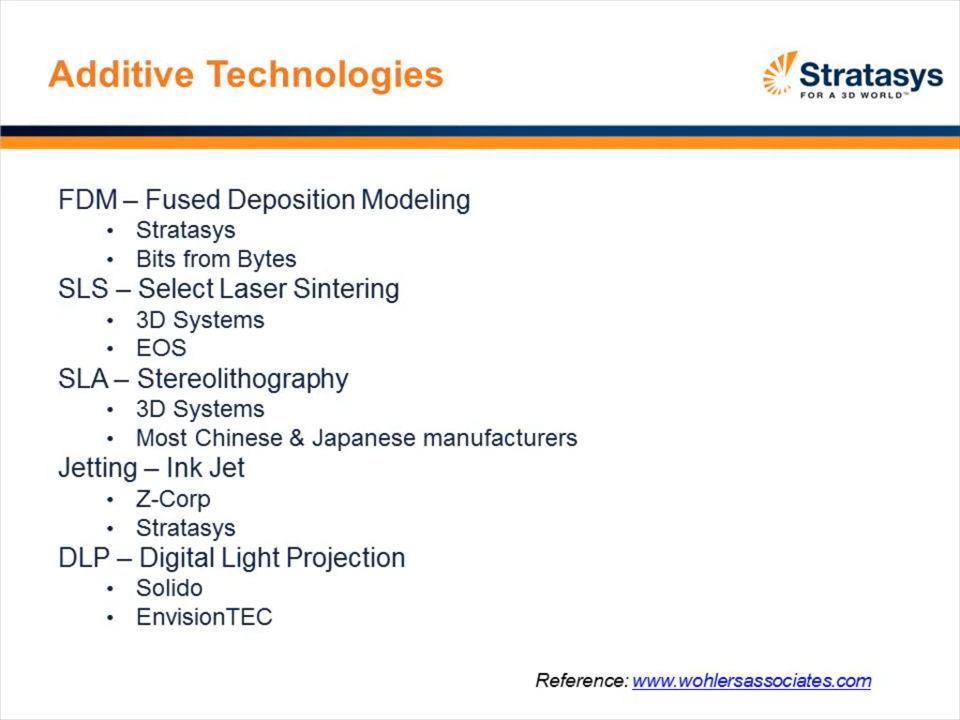 Additive Technologies
Stratasys
FOR A 3D WORLD™
FDM – Fused Deposition Modeling
• Stratasys
• Bits from Bytes
SLS – Select Laser Sintering
• 3D Systems
• EOS
SLA – Stereolithography
• 3D Systems
• Most Chinese & Japanese manufacturers
Jetting – Ink Jet
• Z-Corp
• Stratasys
DLP – Digital Light Projection
• Solido
• EnvisionTEC
Reference: www.wohlersassociates.com